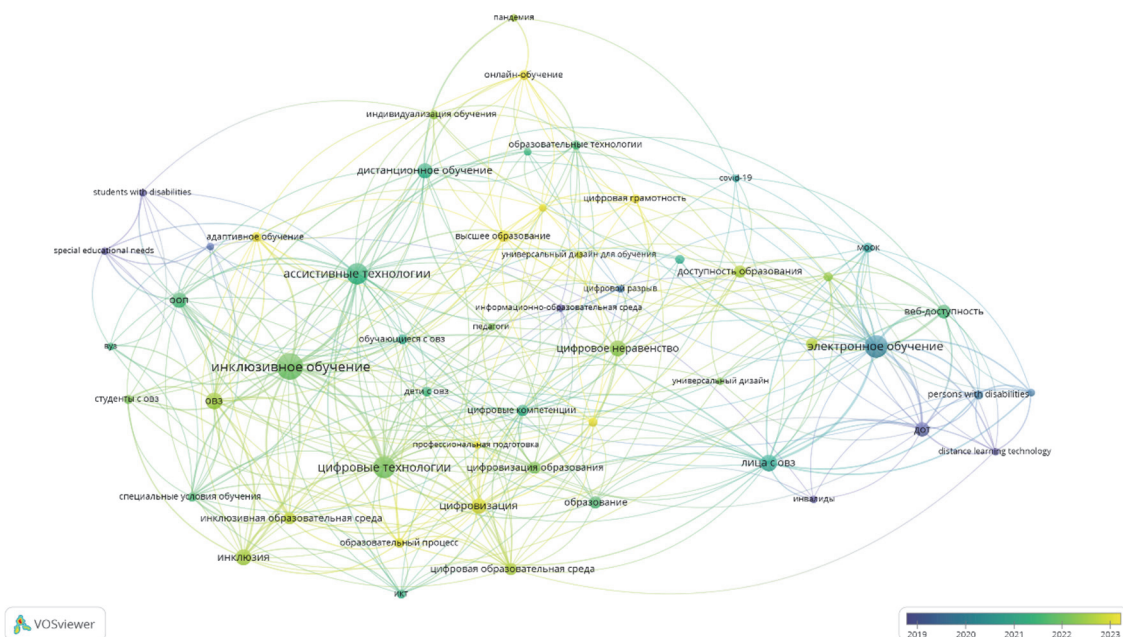 пандемия
онлайн-обучение
индивидуализация обучения
образовательные технологии
дистанционное обучение
covid-19
students with disabilities
цифровая грамотность
адаптивное обучение
высшее образование
special educational needs
моок
универсальный дизайн для обучения
ассистивные технологии
доступность образования
цифровой разрыв
ооп
информационно-образовательная среда
веб-доступность
педагоги
обучающиеся с овз
вуз
цифровое неравенство
электронное обучение
инклюзивное обучение
универсальный дизайн
дети с овз
persons with disabilities
студенты с овз
овз
цифровые компетенции
дот
профессиональная подготовка
distance learning technology
цифровые технологии
цифровизация образования
лица с овз
специальные условия обучения
инвалиды
образование
цифровизация
инклюзивная образовательная среда
образовательный процесс
инклюзия
цифровая образовательная среда
икт
VOSviewer
2019 2020 2021 2022 2023